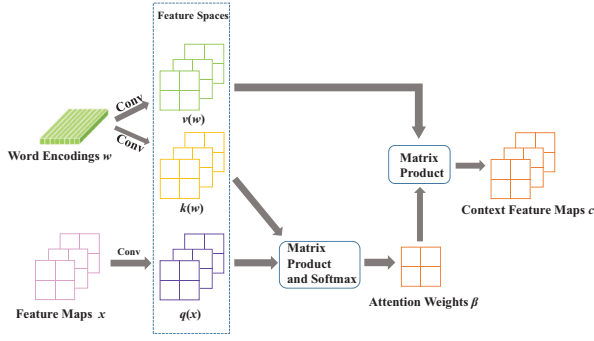 Feature Spaces
Conv
v(w)
Conv
Word Encodings w
k(w)
Matrix
Product
Context Feature Maps c
Conv
Matrix
Product
and Softmax
Feature Maps x
q(x)
Attention Weights β